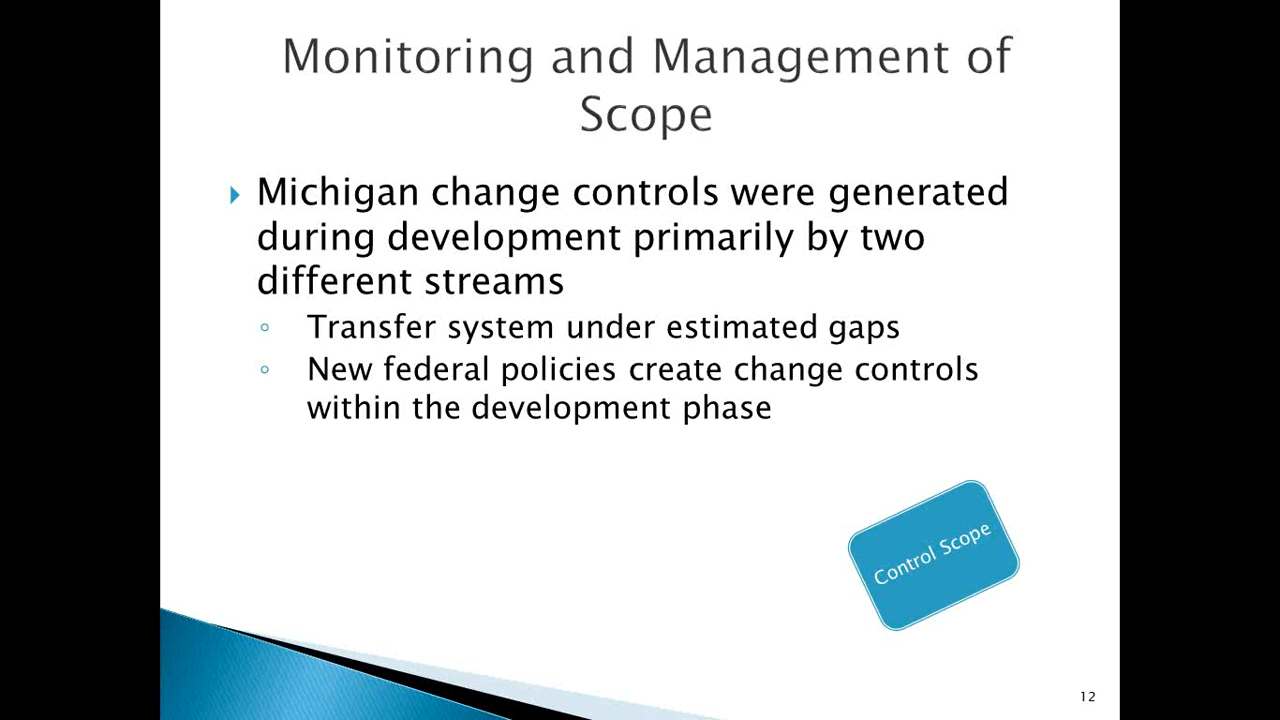 Monitoring and Management of
Scope
Michigan change controls were generated
during development primarily by two
different streams
Transfer system under estimated gaps
New federal policies create change controls
within the development phase
Control Scope
12